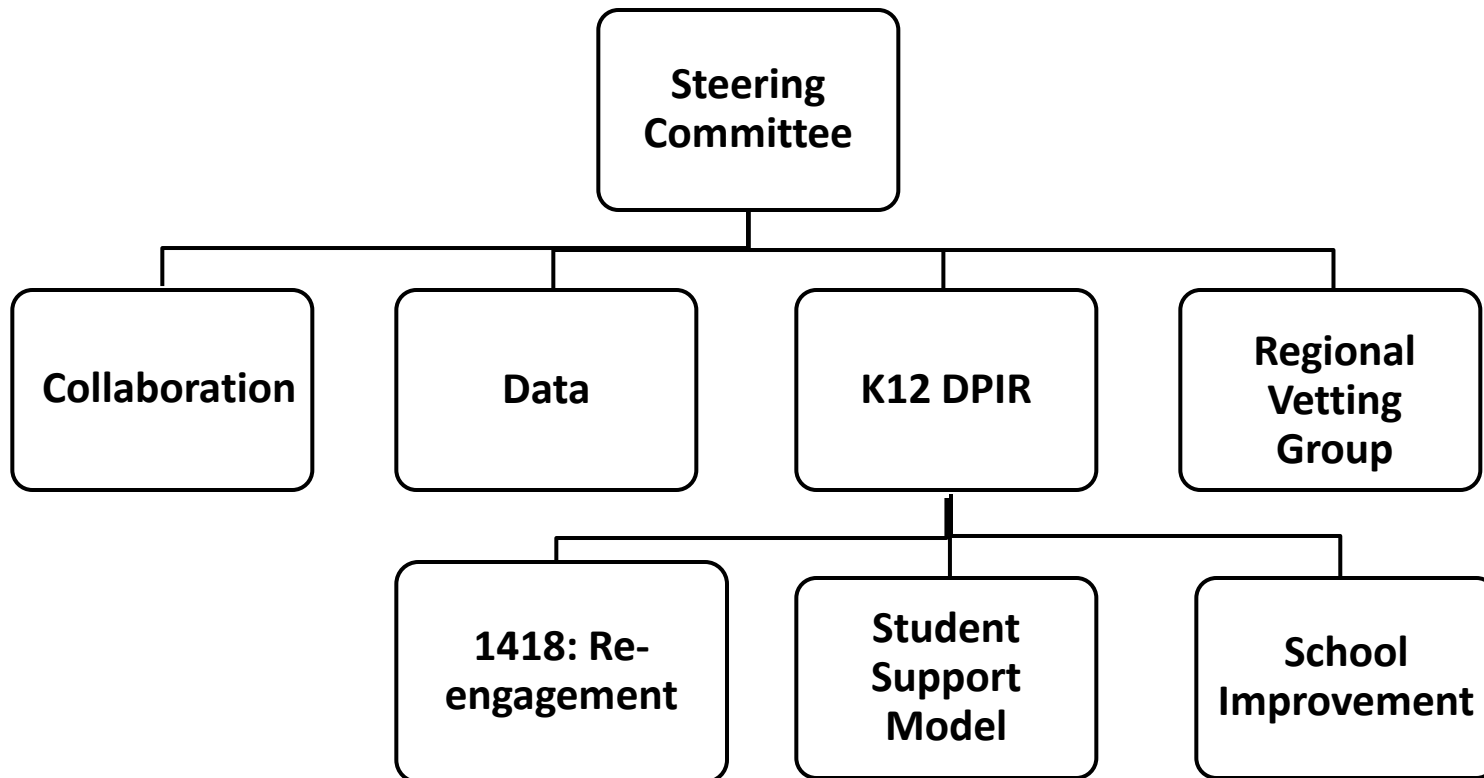 Steering
Committee
Collaboration
Data
K12 DPIR
Regional
Vetting
Group
1418: Re-
engagement
Student
Support
Model
School
Improvement